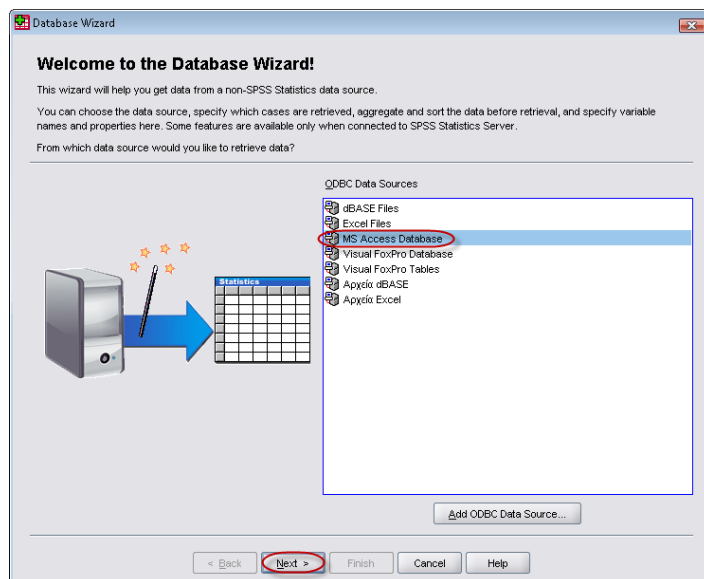 Database Wizard
Welcome to the Database Wizard!
This wizard will help you get data from a non-SPSS Statistics data source.
You can choose the data source, specify which cases are retrieved, aggregate and sort the data before retrieval, and specify variable
names and properties here. Some features are available only when connected to SPSS Statistics Server.
From which data source would you like to retrieve data?
ODBC Data Sources
dBASE Files
Excel Files
MS Access Database
Visual FoxPro Database
Visual FoxPro Tables
Αρχεία dBASE
Αρχεία Excel
Statistics
Add ODBC Data Source...
< Back
Next >
Finish
Cancel
Help